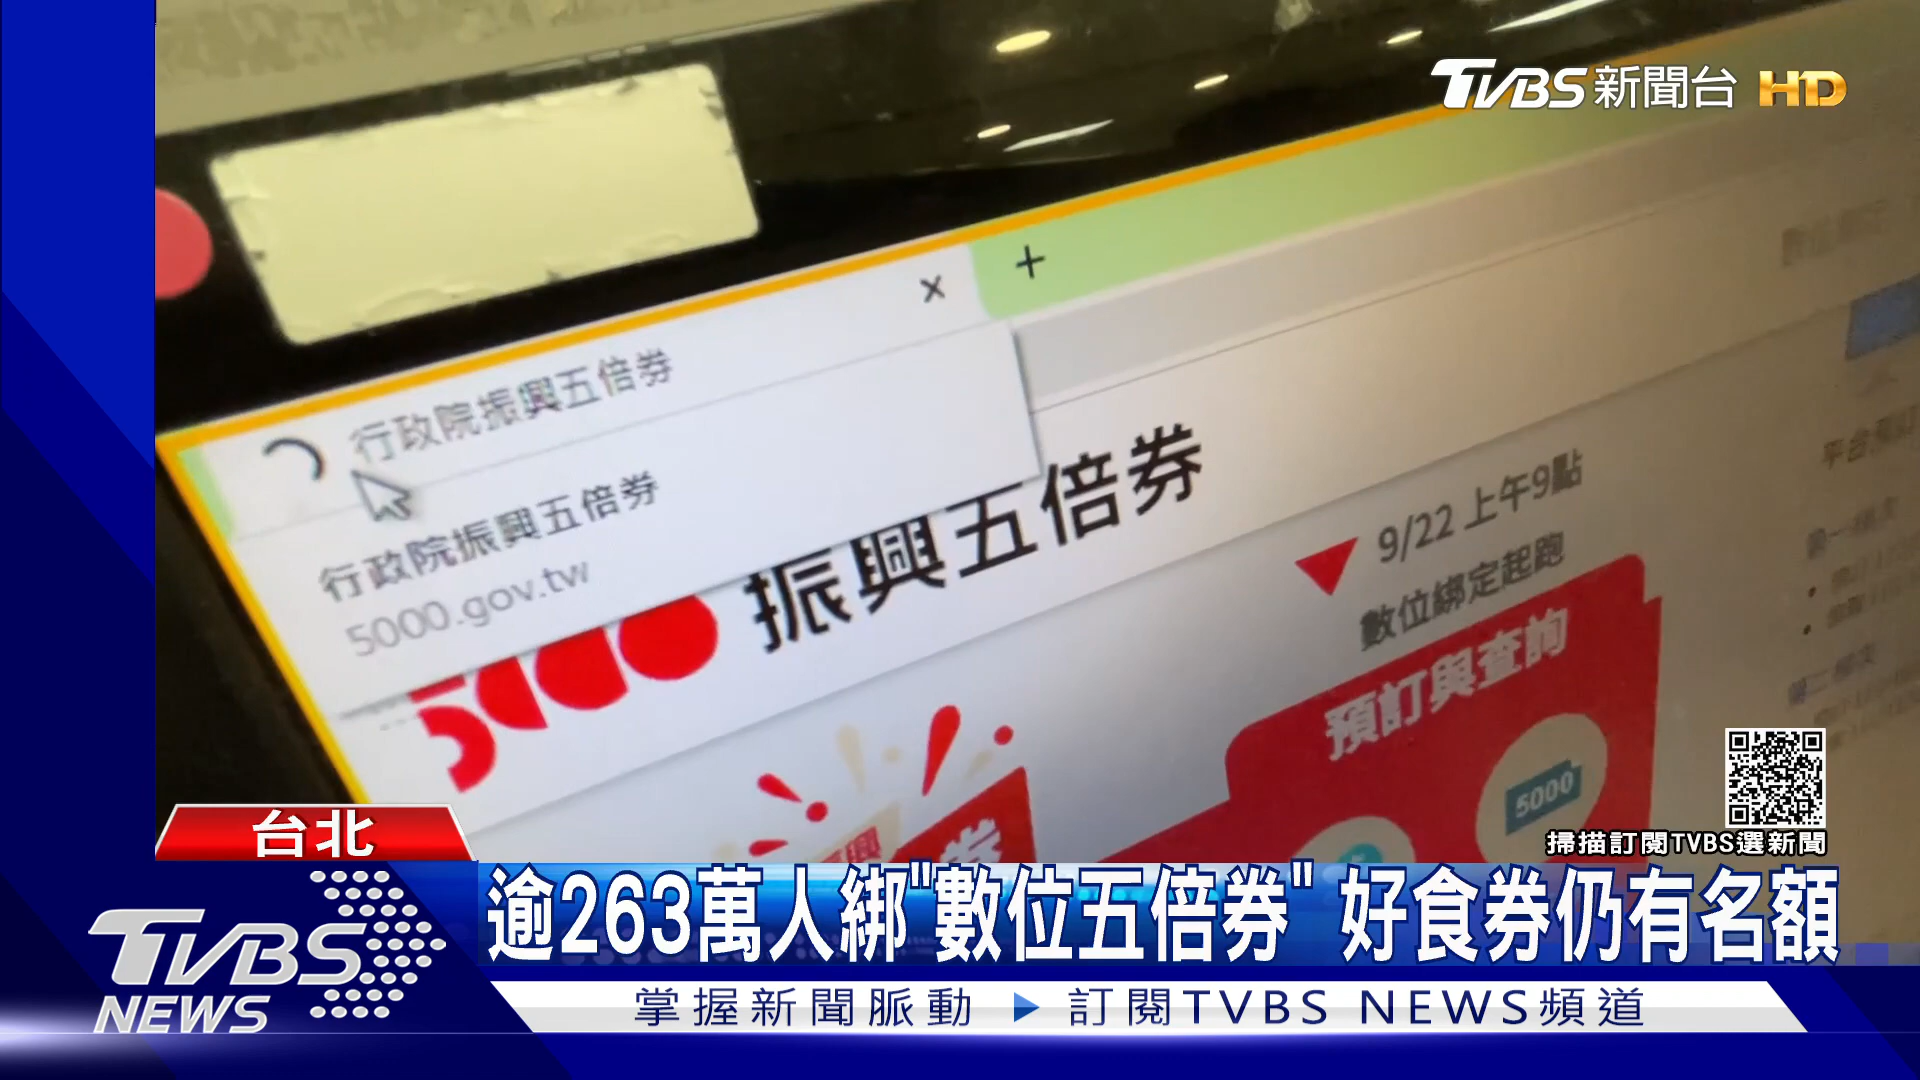 TVBS新聞台 HD
行政院振興五倍券
行政院振興五倍券
5000.gov.tw
5000 振興五倍券
9/22 上午9點
數位綁定起跑
預訂與查詢
5000
掃描訂閱TVBS選新聞
台北
逾263萬人綁"數位五倍券" 好食券仍有名額
TVBS
NEWS
掌握新聞脈動 ▶ 訂閱TVBS NEWS頻道